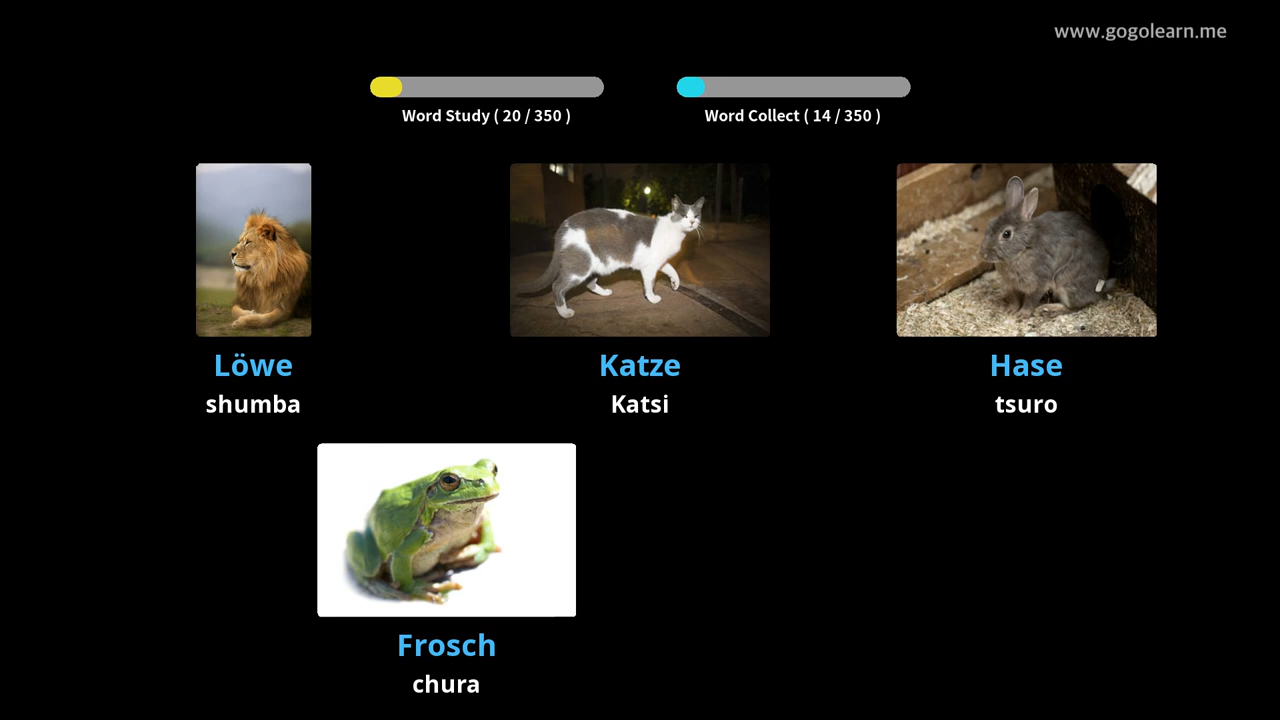 www.gogolearn.me
Word Study ( 20 / 350 )
Word Collect ( 14 / 350 )
Löwe
shumba
Katze
Katsi
Hase
tsuro
Frosch
chura